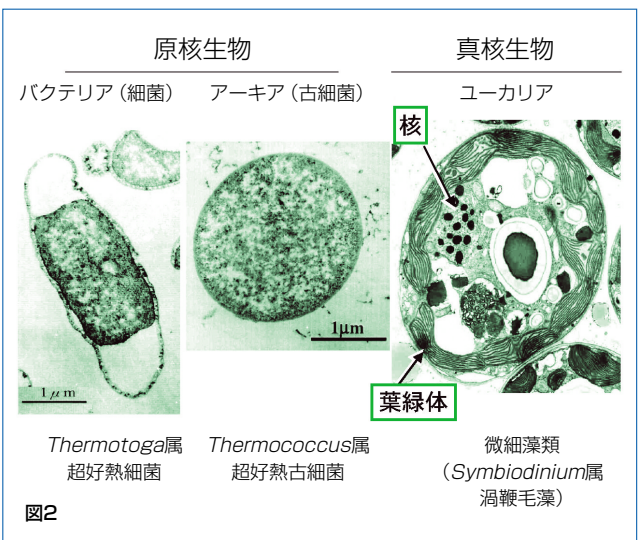 原核生物
真核生物
バクテリア（細菌）
アーキア（古細菌）
ユーカリア
核
1μm
1μm
葉緑体
Thermotoga属
超好熱細菌
Thermococcus属
超好熱古細菌
微細藻類
（Symbiodinium属
渦鞭毛藻）
図2